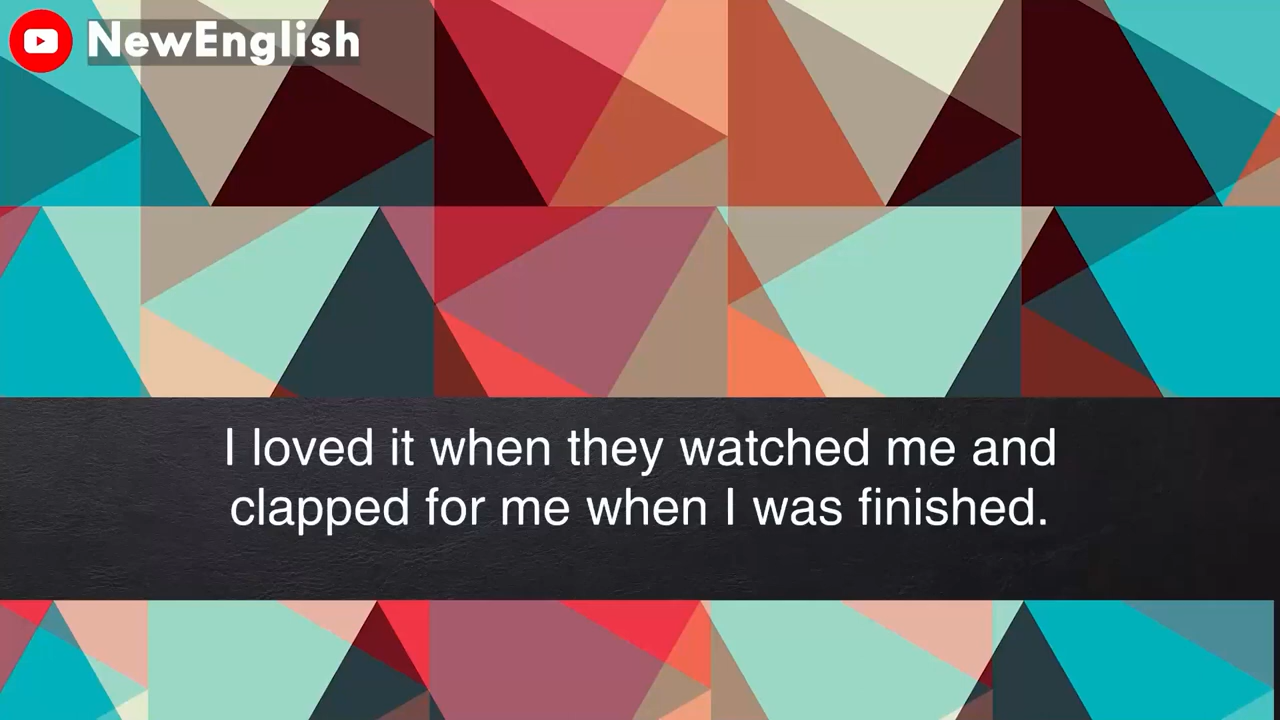 NewEnglish
I loved it when they watched me and
clapped for me when I was finished.